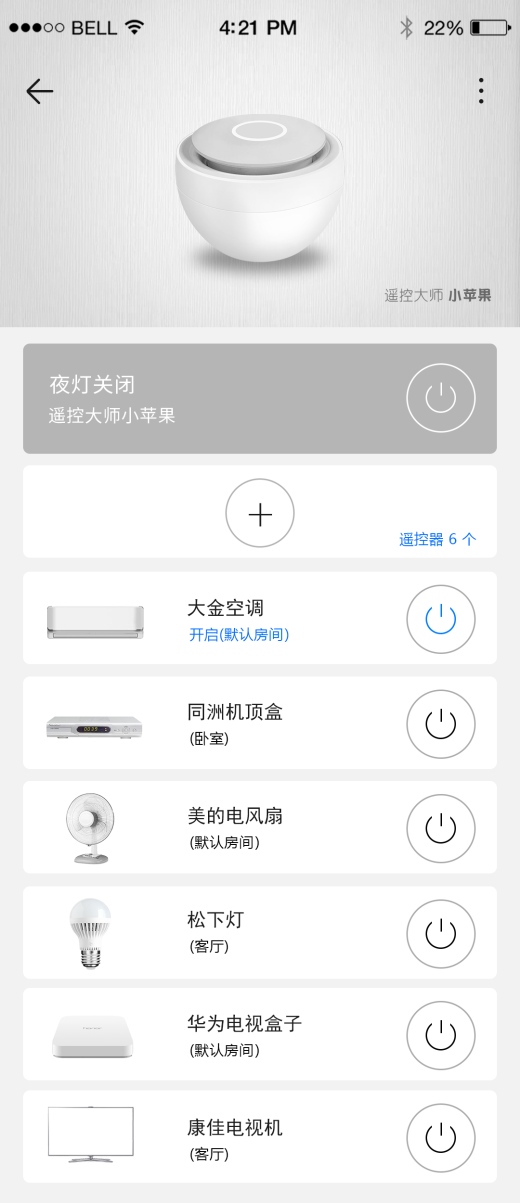 BELL 4:21 PM 22%
遥控大师 小苹果
夜灯关闭
遥控大师小苹果
遥控器 6 个
大金空调
开启(默认房间)
同洲机顶盒
(卧室)
美的电风扇
(默认房间)
松下灯
(客厅)
华为电视盒子
(默认房间)
康佳电视机
(客厅)